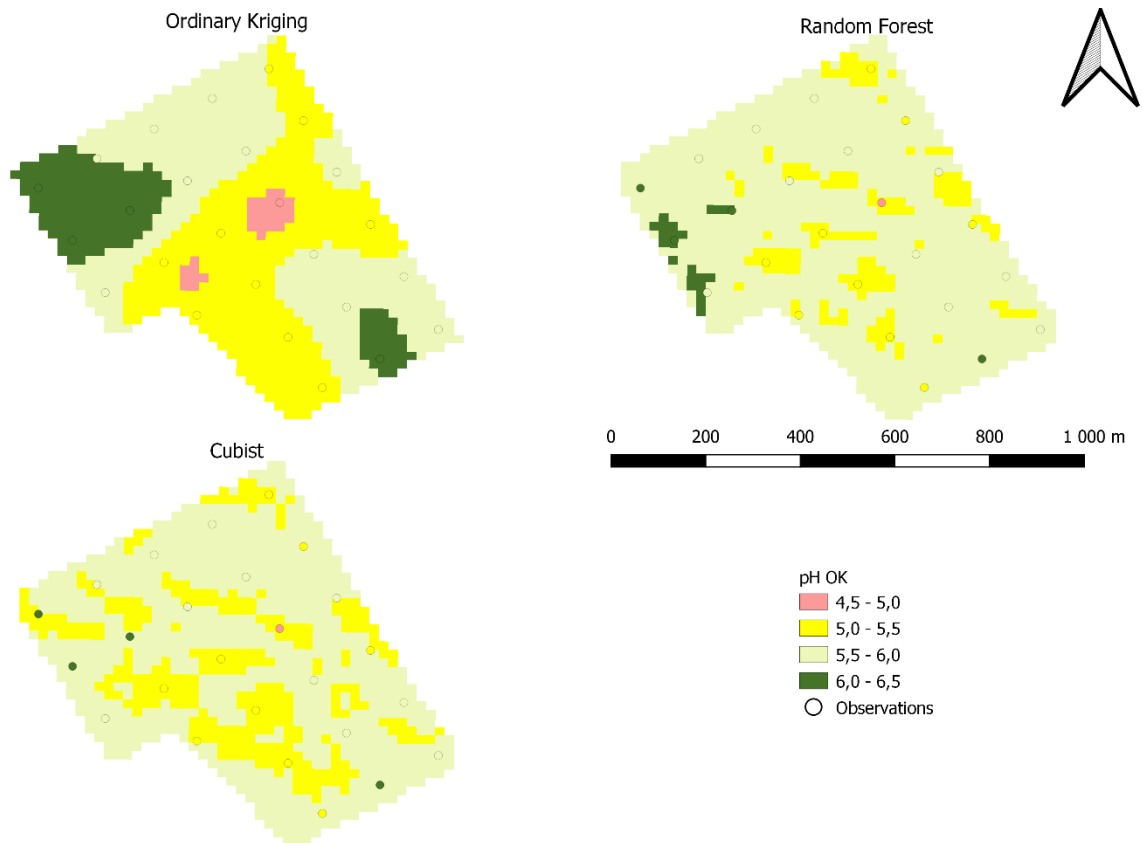 Ordinary Kriging
Random Forest
Cubist
0 200 400 600 800 1 000 m
pH OK
4,5 - 5,0
5,0 - 5,5
5,5 - 6,0
6,0 - 6,5
Observations